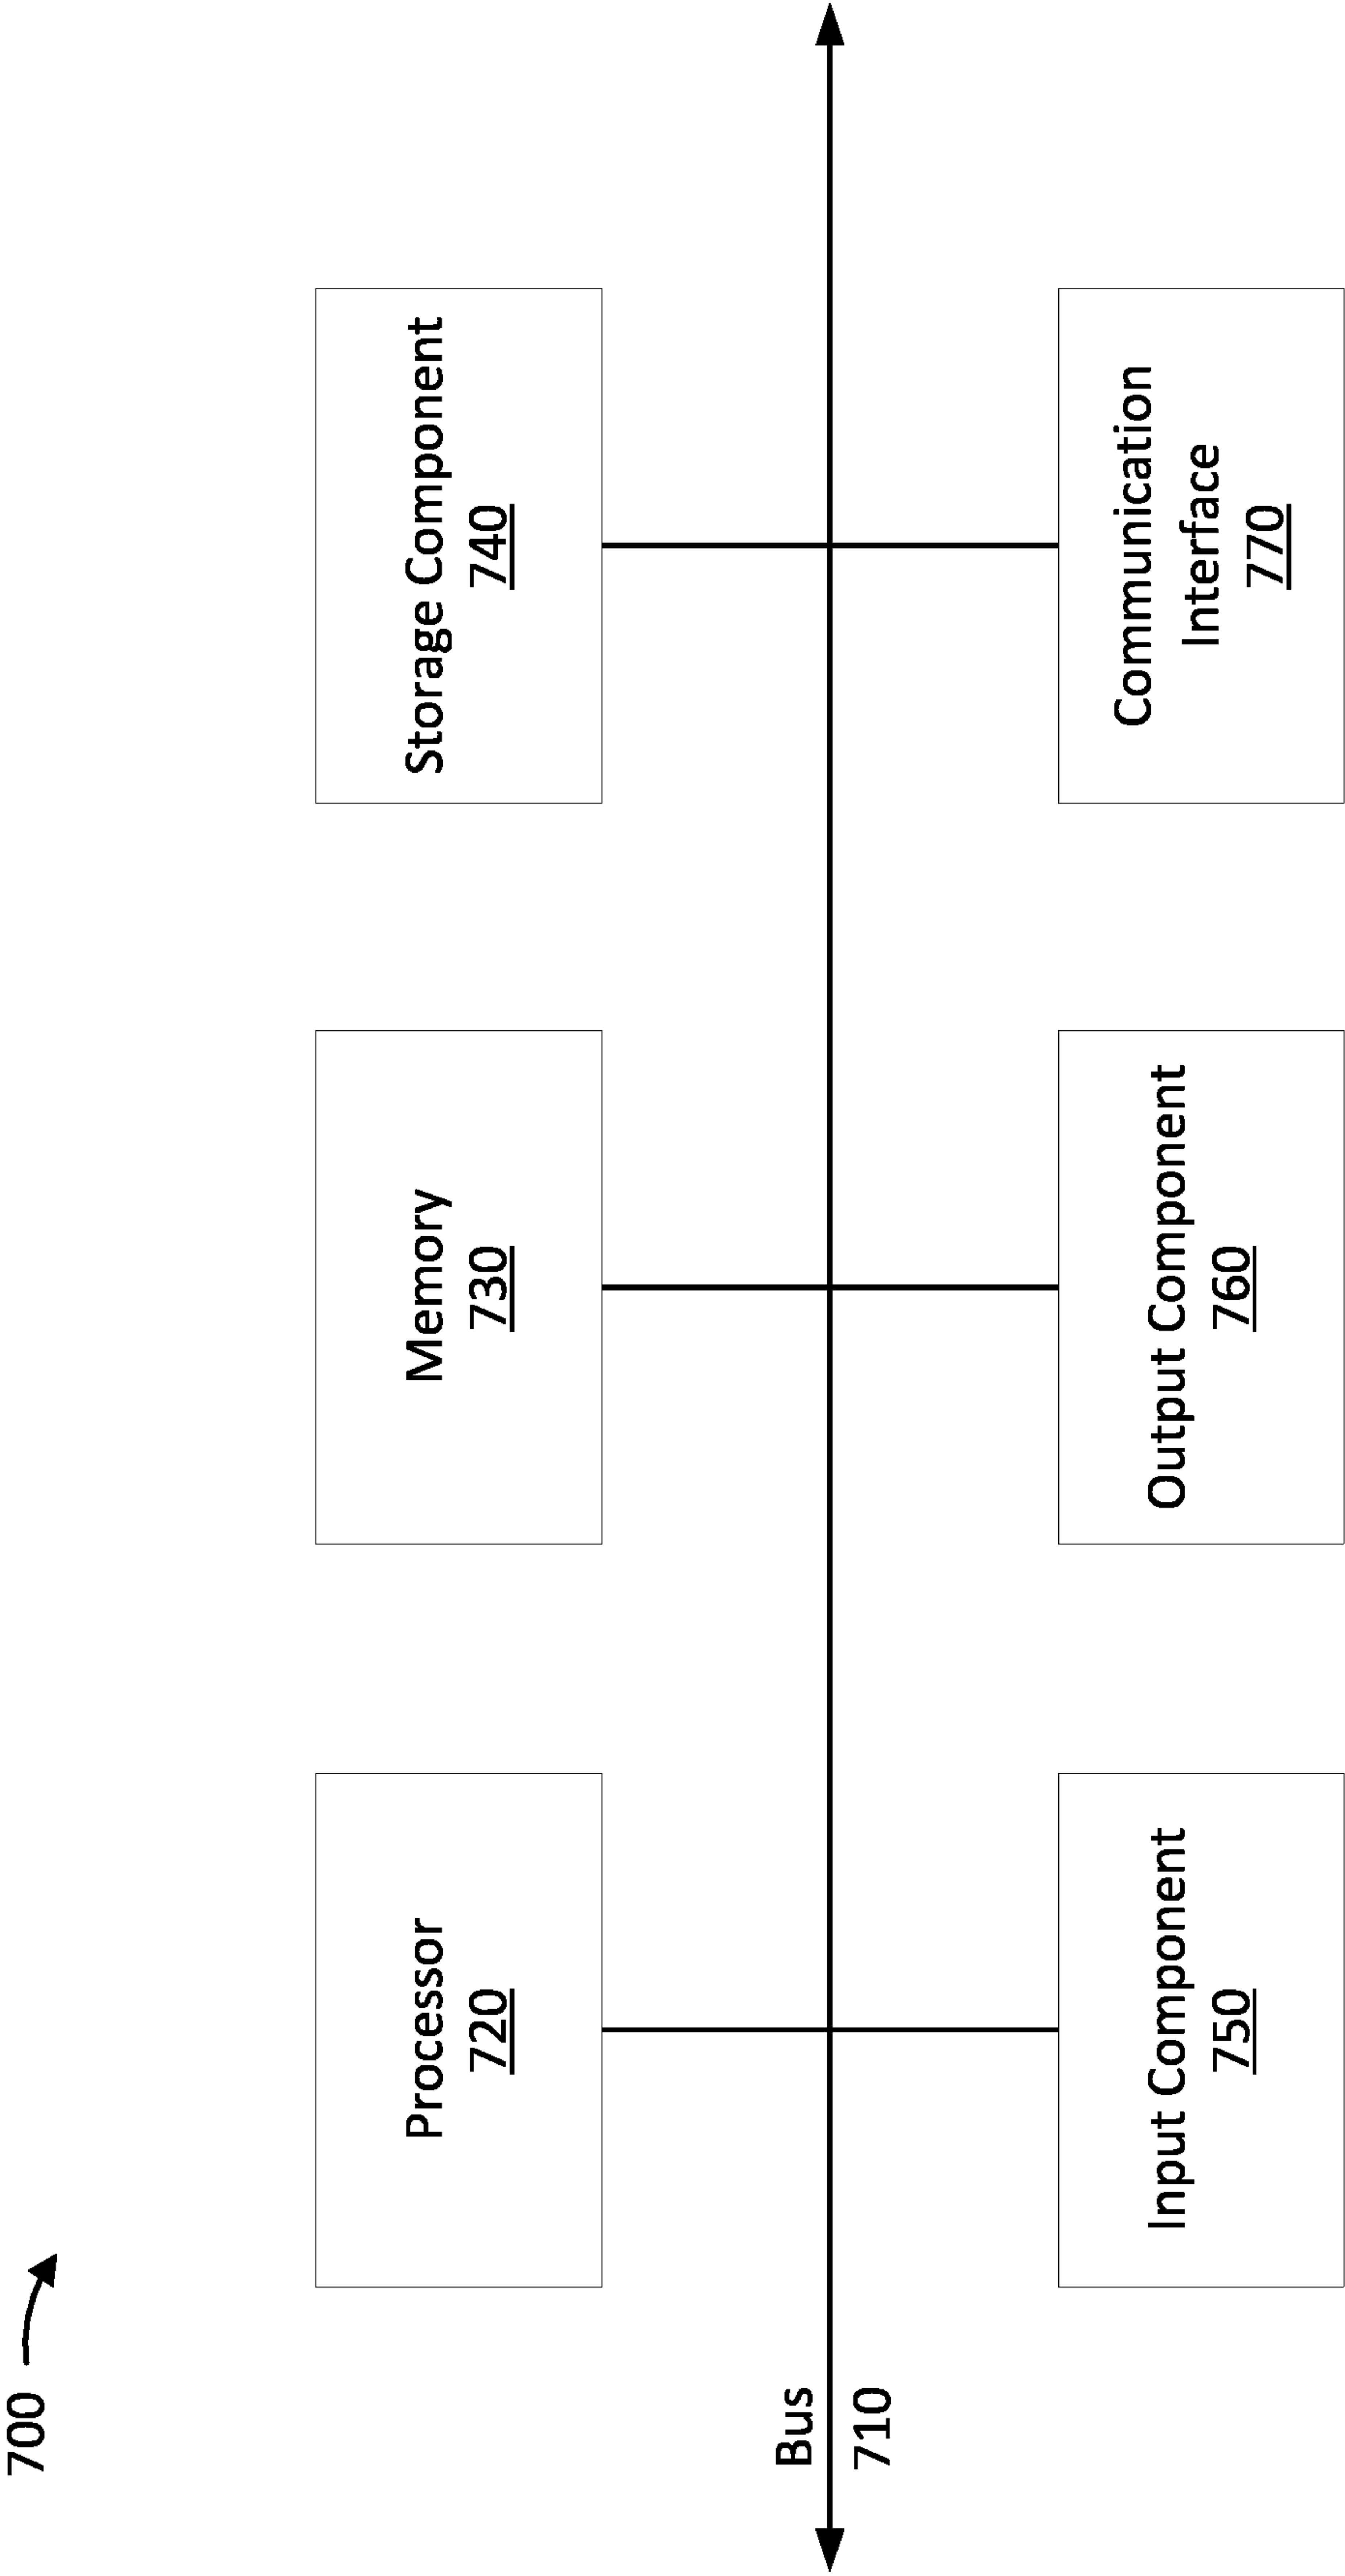 700
Processor
720
Memory
730
Storage Component
740
Bus
710
Input Component
750
Output Component
760
Communication
Interface
770